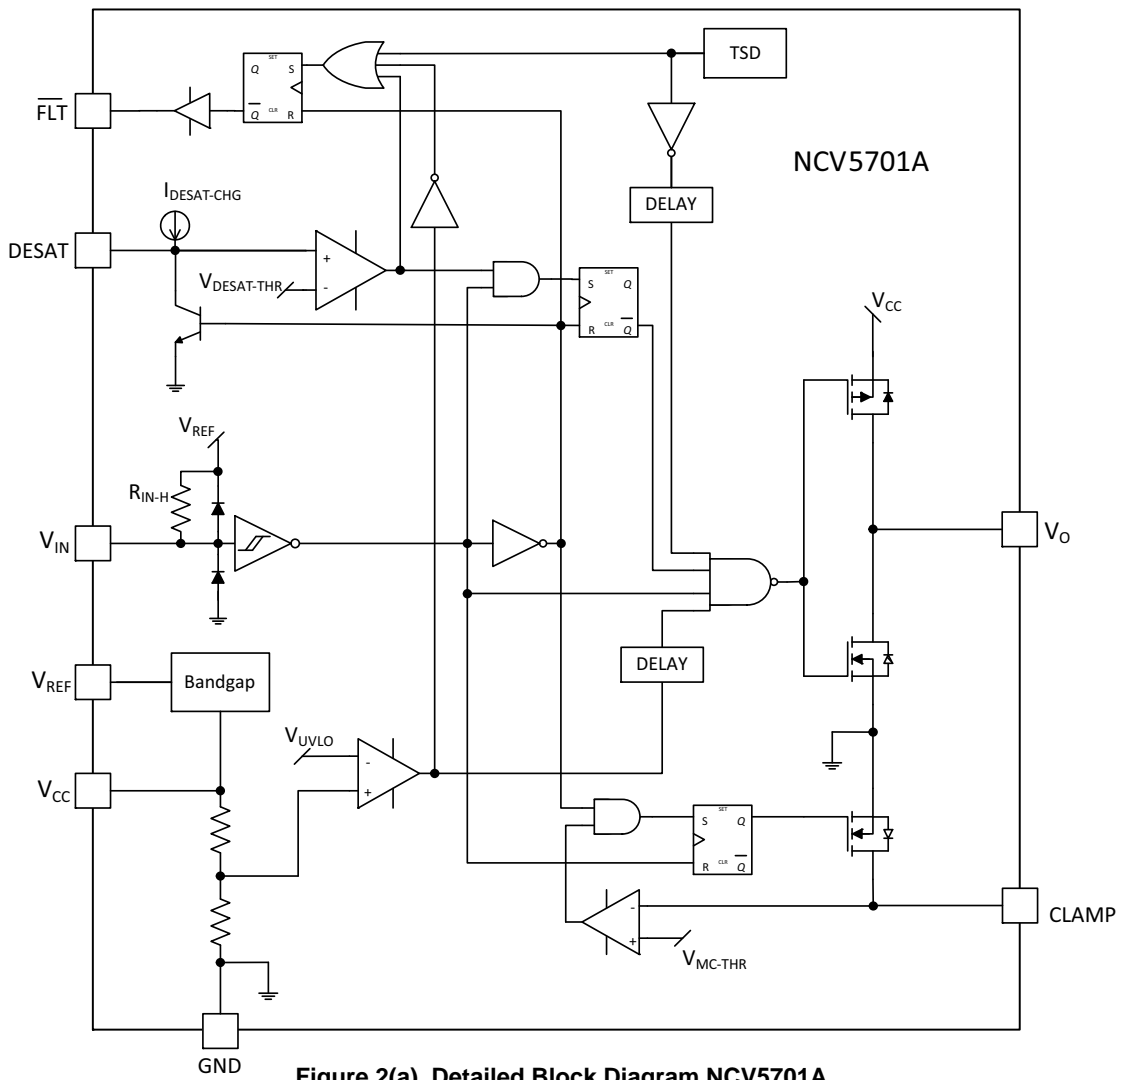 TSD
SET
Q
S
Q
CLR
R
FLT
NCV5701A
I_DESAT-CHG
DELAY
DESAT
+
V_DESAT-THR
-
SET
S
Q
R
CLR
Q
V_CC
V_REF
R_IN-H
V_IN
V_O
DELAY
V_REF
Bandgap
V_UVLO
-
V_CC
+
SET
S
Q
R
CLR
Q
-
CLAMP
+
V_MC-THR
GND
Figure 2(a). Detailed Block Diagram NCV5701A